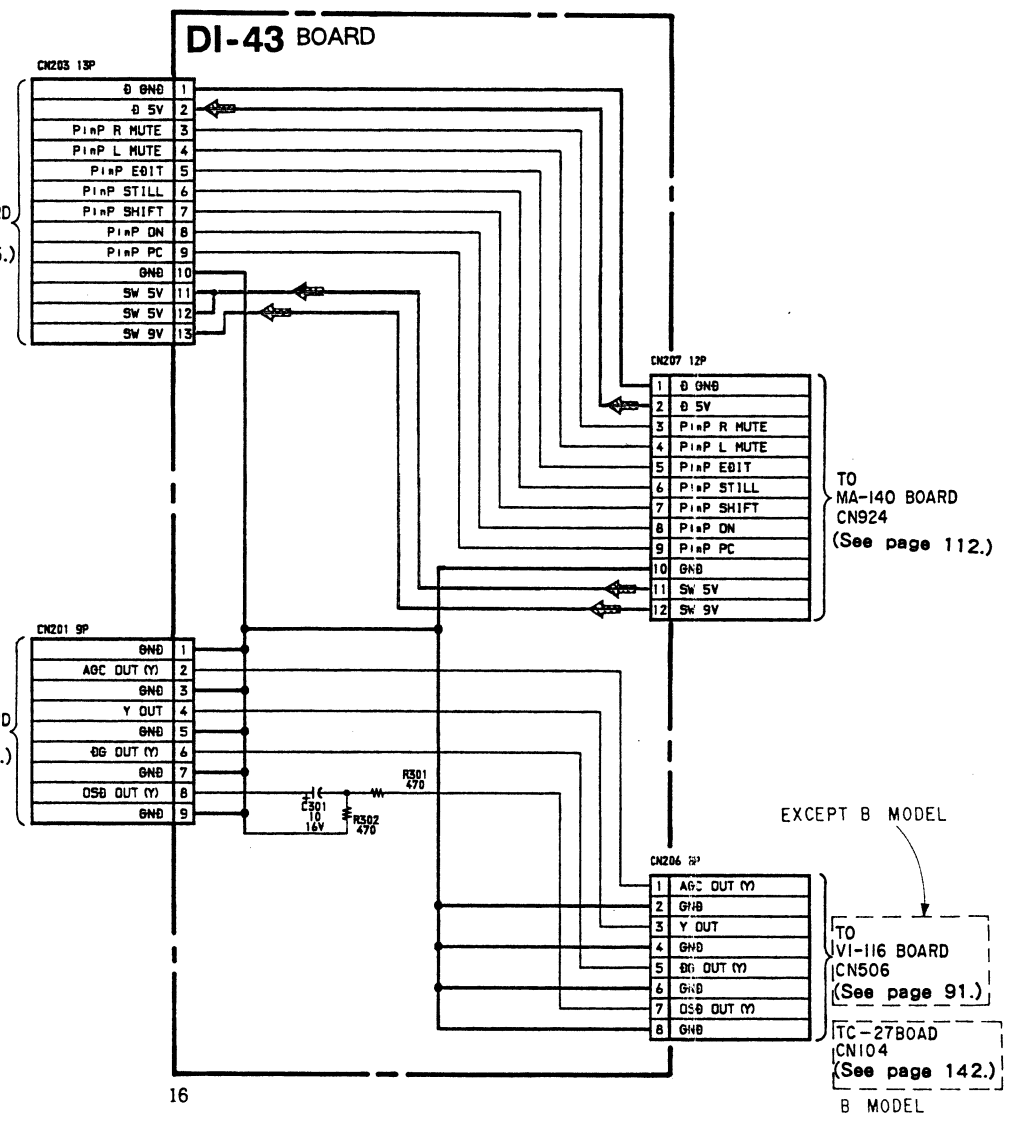 DI-43 BOARD
CN203 13P
D GND 1
D 5V 2
PinP R MUTE 3
PinP L MUTE 4
PinP EDIT 5
PinP STILL 6
PinP SHIFT 7
PinP ON 8
PinP PC 9
GND 10
SW 5V 11
SW 5V 12
SW 9V 13
CN207 12P
1 D GND
2 D 5V
3 PinP R MUTE
4 PinP L MUTE
5 PinP EDIT
6 PinP STILL
7 PinP SHIFT
8 PinP ON
9 PinP PC
10 GND
11 SW 5V
12 SW 9V
TO
MA-140 BOARD
CN924
(See page 112.)
CN201 9P
GND 1
AGC OUT (Y) 2
GND 3
Y OUT 4
GND 5
DG OUT (Y) 6
GND 7
OSD OUT (Y) 8
GND 9
C301
10
16V
R302
470
R301
470
CN206 8P
1 AGC OUT (Y)
2 GND
3 Y OUT
4 GND
5 DG OUT (Y)
6 GND
7 OSD OUT (Y)
8 GND
EXCEPT B MODEL
TO
VI-116 BOARD
CN506
(See page 91.)
TC-27BOAD
CN104
(See page 142.)
B MODEL
16